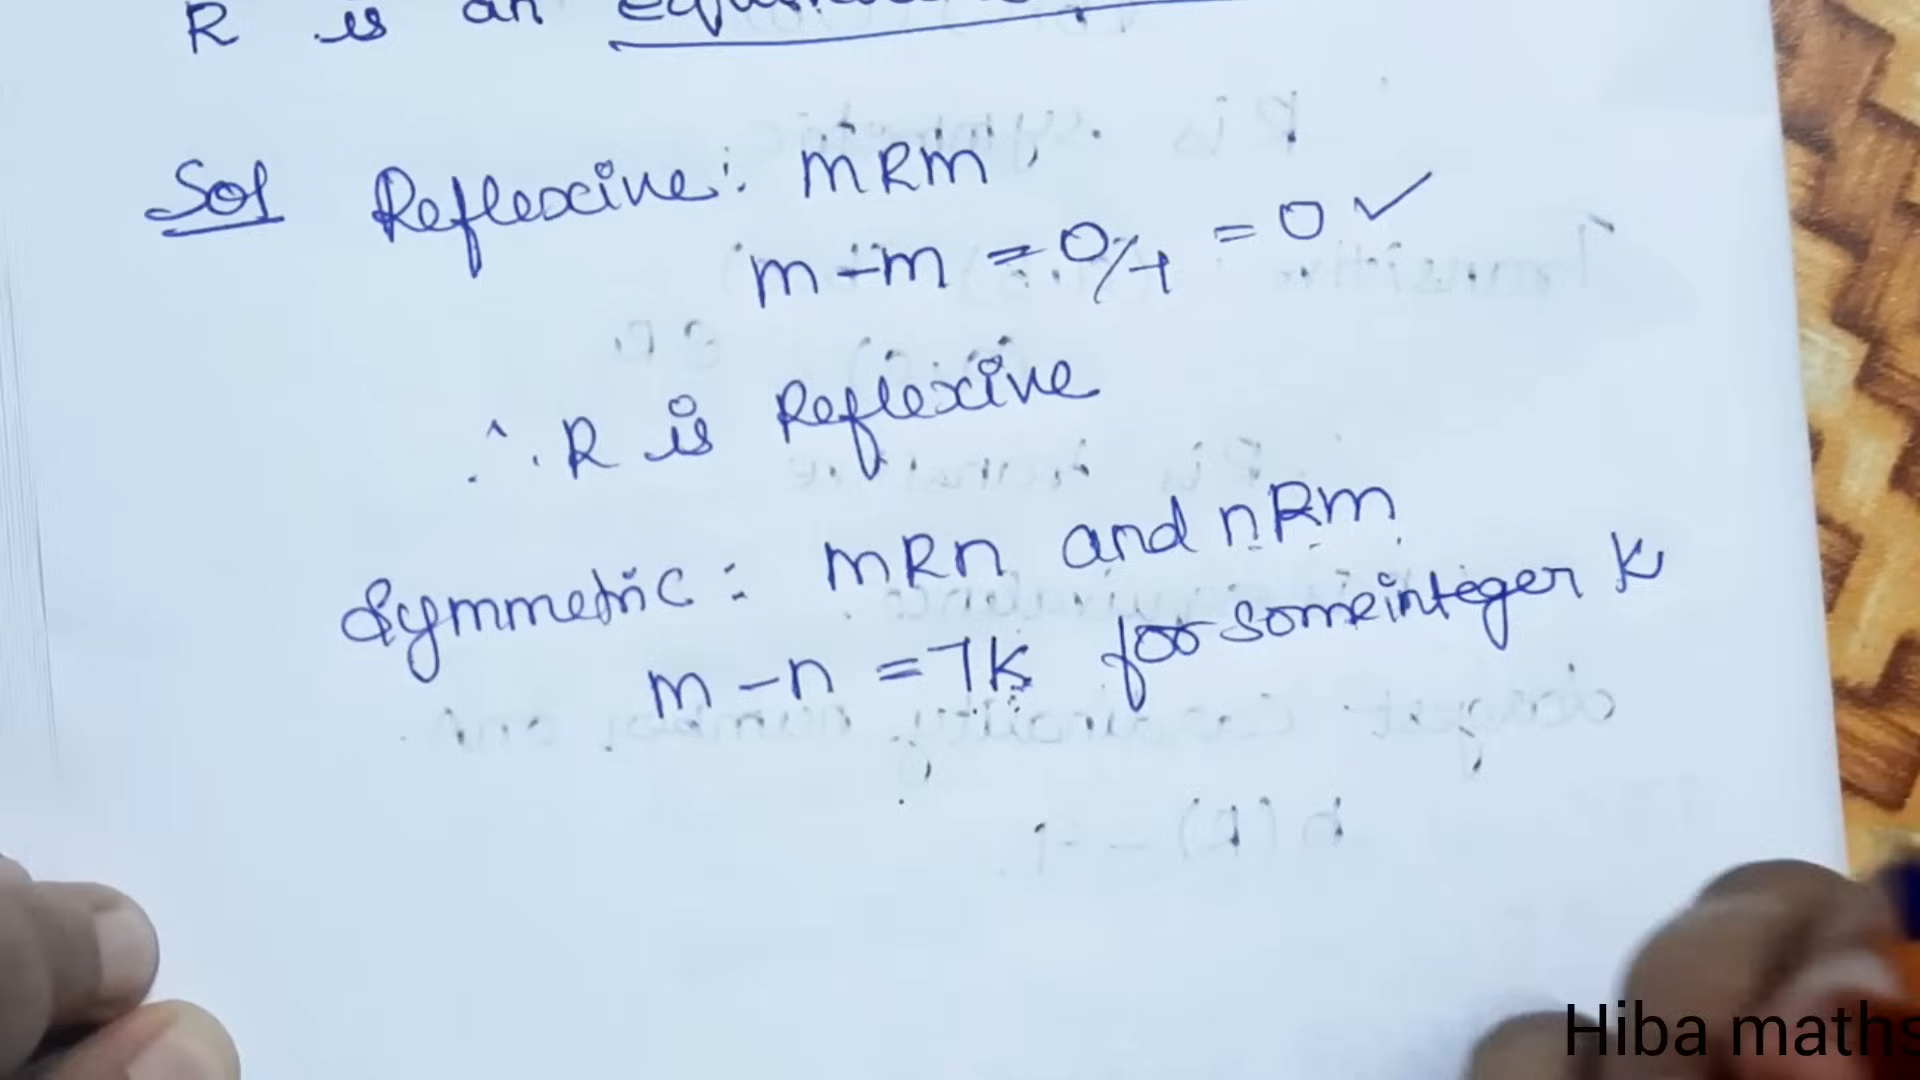 R is an
Sol Reflexive: mRm
m-m = 0/7 = 0 ✓
∴ R is Reflexive
Symmetric: mRn and nRm
m-n = 7k for some integer k
Hiba maths